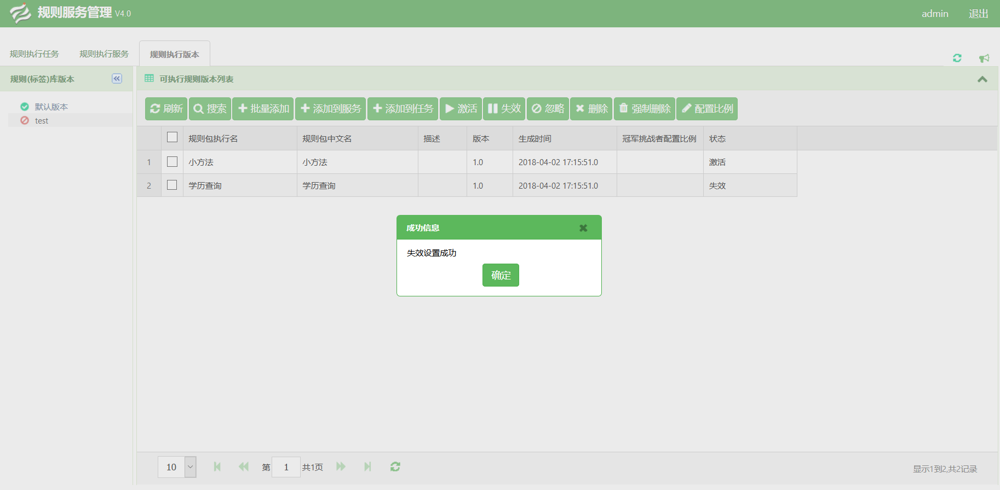 规则服务管理 V4.0
admin 退出
规则执行任务 规则执行服务 规则执行版本
规则(标签)库版本
默认版本
test
可执行规则版本列表
刷新 搜索 批量添加 添加到服务 添加到任务 激活 失效 忽略 删除 强制删除 配置比例
规则包执行名 规则包中文名 描述 版本 生成时间 冠军挑战者配置比例 状态
1 小方法 小方法 1.0 2018-04-02 17:15:51.0 激活
2 学历查询 学历查询 1.0 2018-04-02 17:15:51.0 失效
成功信息
失效设置成功
确定
10 第 1 共1页
显示1到2,共2记录